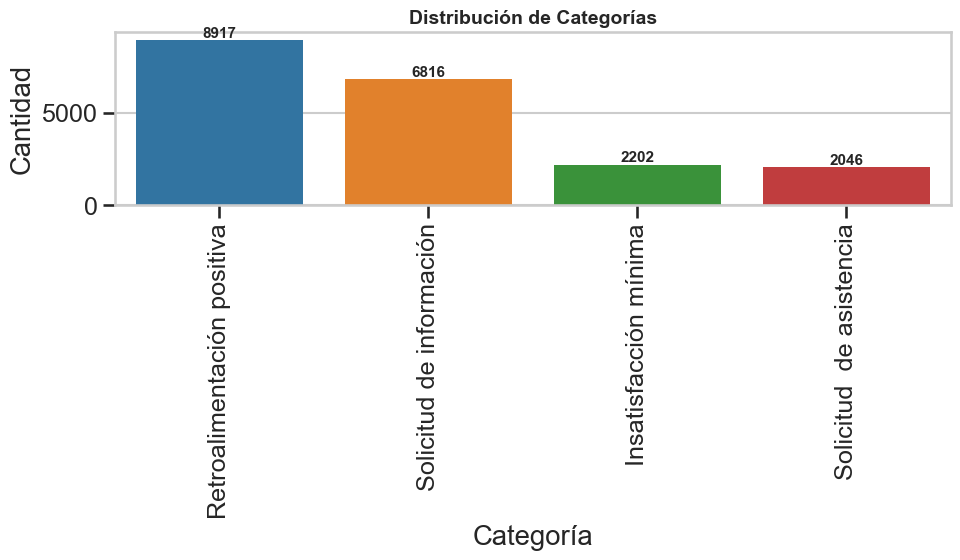 Distribución de Categorías
Cantidad
5000
0
8917
6816
2202
2046
Retroalimentación positiva
Solicitud de información
Insatisfacción mínima
Solicitud  de asistencia
Categoría